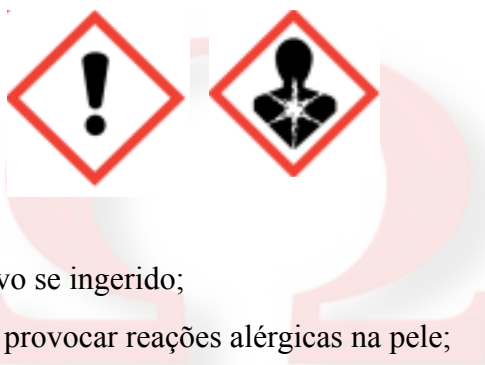 vo se ingerido;
provocar reações alérgicas na pele;